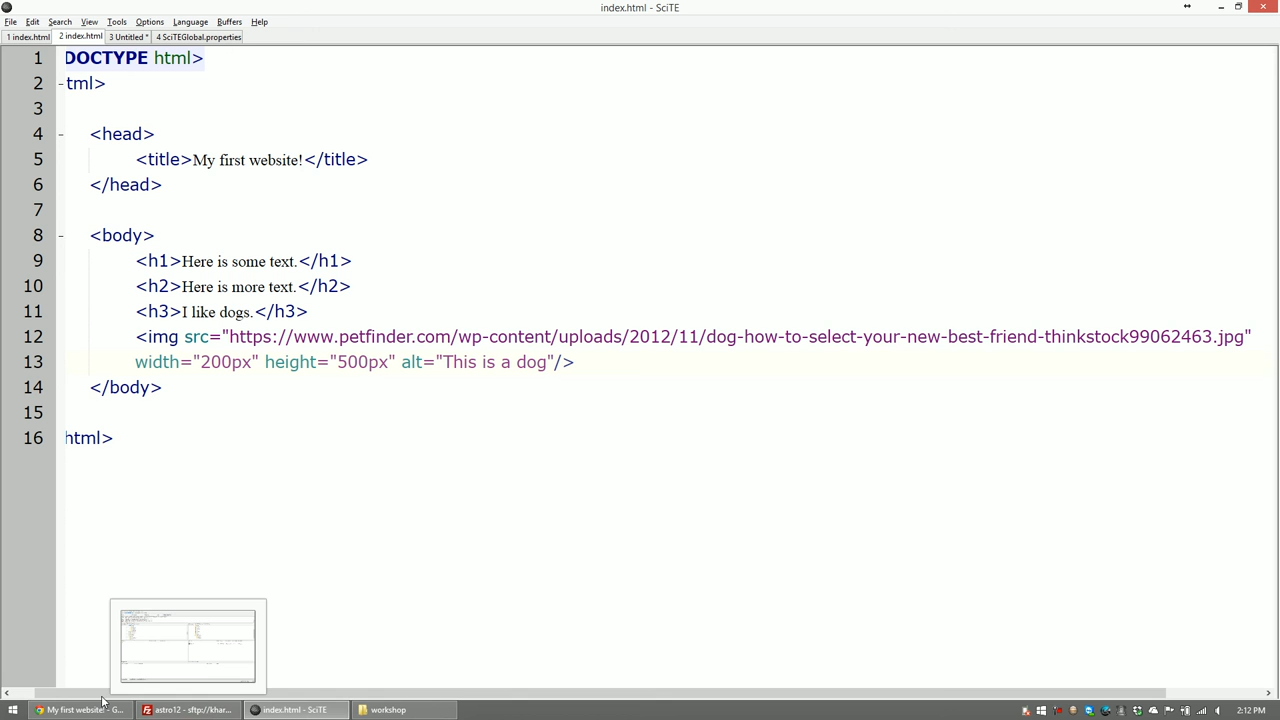 index.html - SciTE
File Edit Search View Tools Options Language Buffers Help
1 index.html 2 index.html 3 Untitled * 4 SciTEGlobal.properties
1 DOCTYPE html>
2 tml>
3
4 <head>
5 <title>My first website!</title>
6 </head>
7
8 <body>
9 <h1>Here is some text.</h1>
10 <h2>Here is more text.</h2>
11 <h3>I like dogs.</h3>
12 <img src="https://www.petfinder.com/wp-content/uploads/2012/11/dog-how-to-select-your-new-best-friend-thinkstock99062463.jpg"
13 width="200px" height="500px" alt="This is a dog"/>
14 </body>
15
16 html>
My first website! - G... astro12 - sftp://khar... index.html - SciTE workshop 2:12 PM